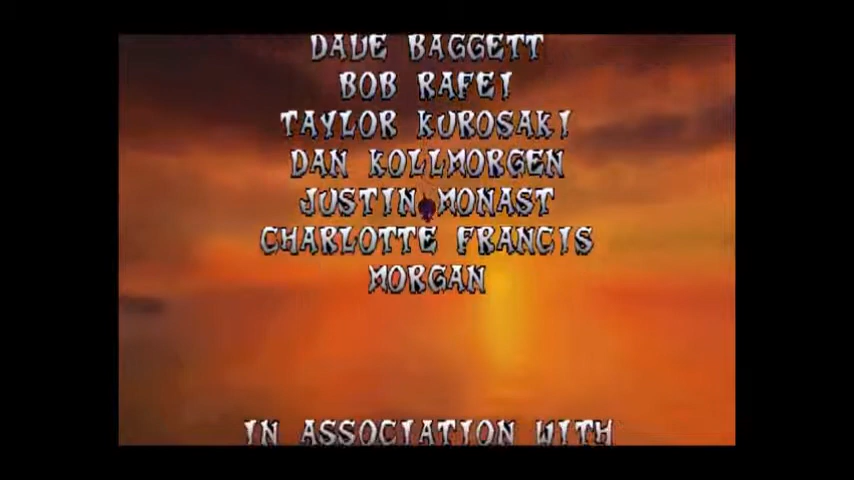 DAVE BAGGETT
BOB RAFEI
TAYLOR KUROSAKI
DAN KOLLMORGEN
JUSTIN MONAST
CHARLOTTE FRANCIS
MORGAN
IN ASSOCIATION WITH